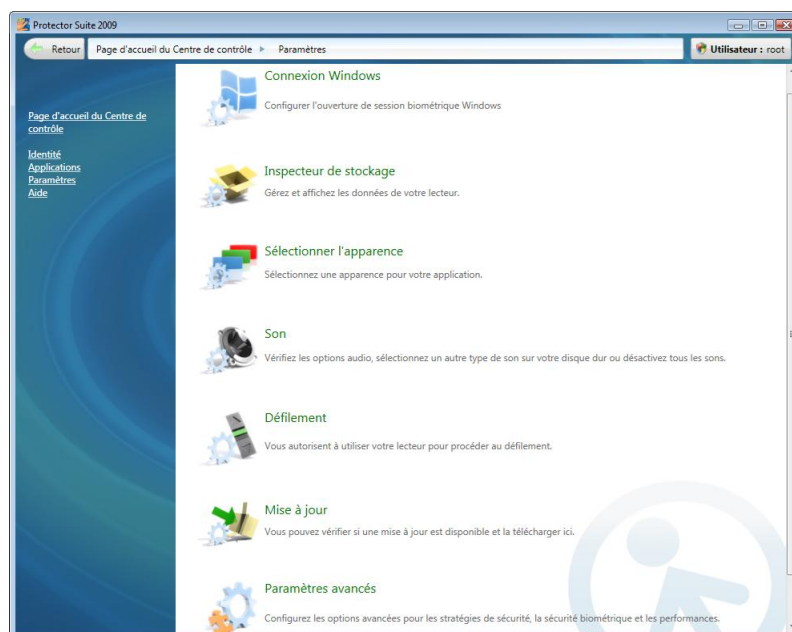 Protector Suite 2009
Retour
Page d'accueil du Centre de contrôle
Paramètres
Utilisateur : root
Page d'accueil du Centre de
contrôle
Identité
Applications
Paramètres
Aide
Connexion Windows
Configurer l'ouverture de session biométrique Windows
Inspecteur de stockage
Gérez et affichez les données de votre lecteur.
Sélectionner l'apparence
Sélectionnez une apparence pour votre application.
Son
Vérifiez les options audio, sélectionnez un autre type de son sur votre disque dur ou désactivez tous les sons.
Défilement
Vous autorisent à utiliser votre lecteur pour procéder au défilement.
Mise à jour
Vous pouvez vérifier si une mise à jour est disponible et la télécharger ici.
Paramètres avancés
Configurez les options avancées pour les stratégies de sécurité, la sécurité biométrique et les performances.